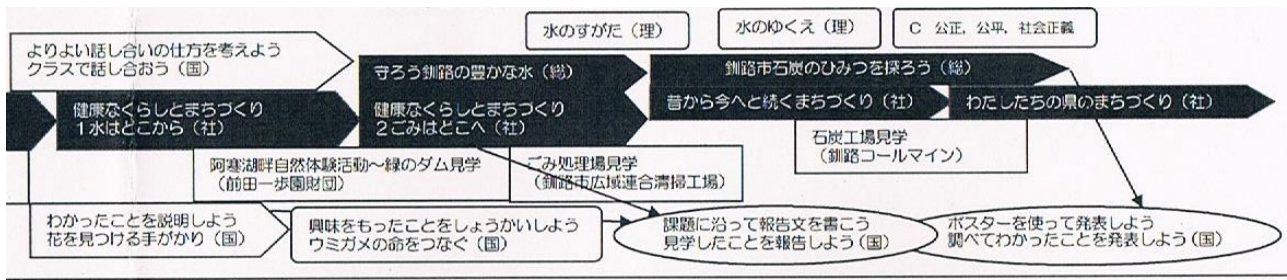 水のすがた（理）
水のゆくえ（理）
C 公正，公平，社会正義
よりよい話し合いの仕方を考えよう
クラスで話し合おう（国）
守ろう釧路の豊かな水（総）
釧路市石炭のひみつを探ろう（総）
健康なくらしとまちづくり
１水はどこから（社）
健康なくらしとまちづくり
２ごみはどこへ（社）
昔から今へと続くまちづくり（社）
わたしたちの県のまちづくり（社）
阿寒湖畔自然体験活動～緑のダム見学
（前田一歩園財団）
ごみ処理場見学
（釧路市広域連合清掃工場）
石炭工場見学
（釧路コールマイン）
わかったことを説明しよう
花を見つける手がかり（国）
興味をもったことをしょうかいしよう
ウミガメの命をつなぐ（国）
課題に沿って報告文を書こう
見学したことを報告しよう（国）
ポスターを使って発表しよう
調べてわかったことを発表しよう（国）